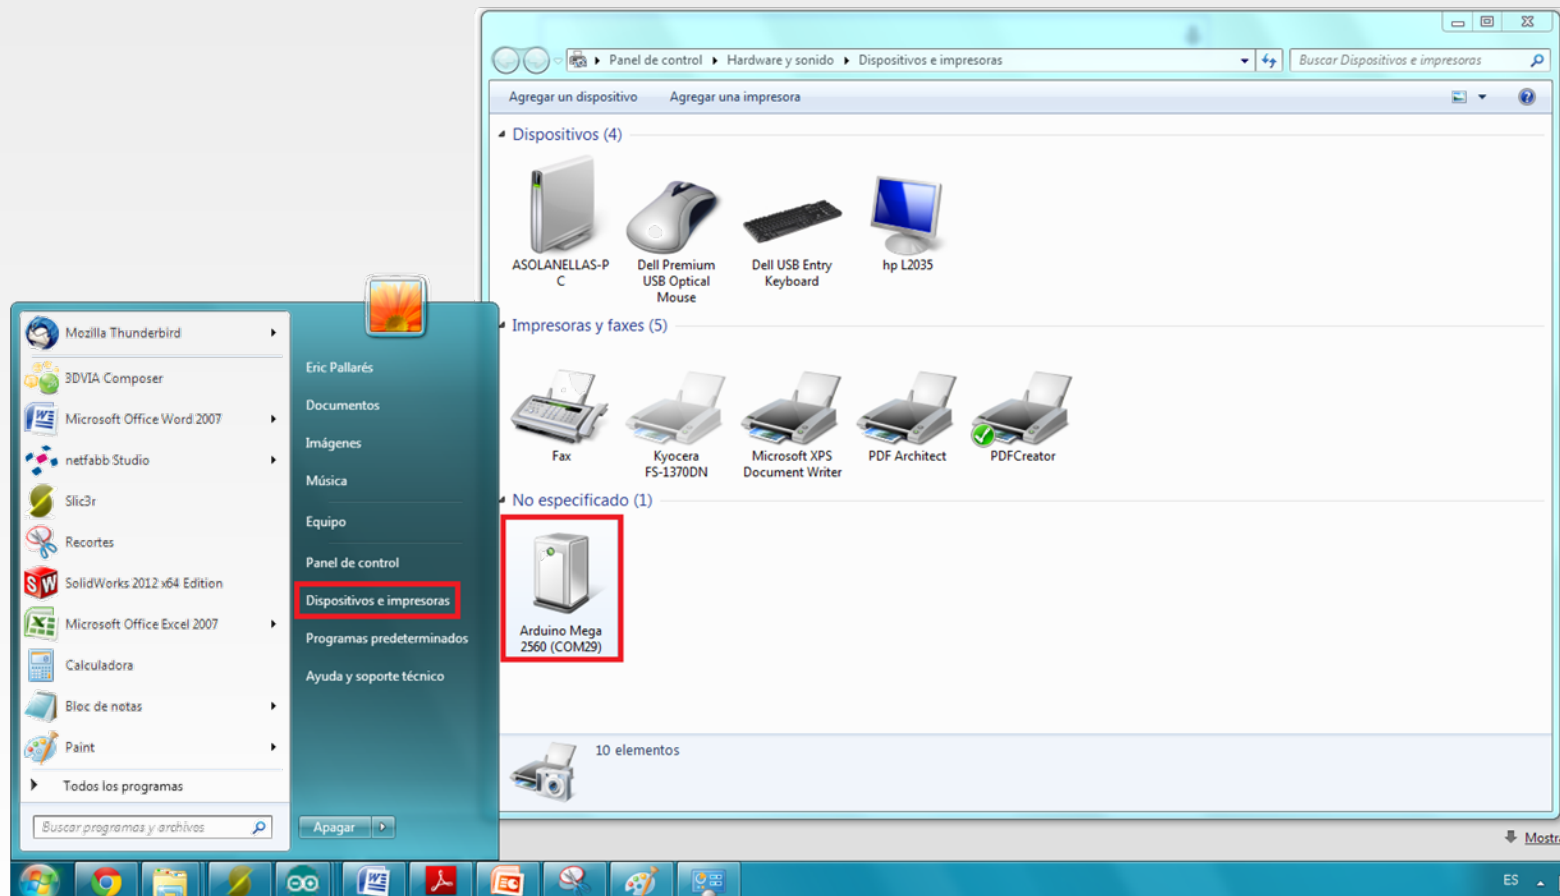 Panel de control ▸ Hardware y sonido ▸ Dispositivos e impresoras
Buscar Dispositivos e impresoras
Agregar un dispositivo Agregar una impresora
Dispositivos (4)
ASOLANELLAS-P
C
Dell Premium
USB Optical
Mouse
Dell USB Entry
Keyboard
hp L2035
Impresoras y faxes (5)
Fax
Kyocera
FS-1370DN
Microsoft XPS
Document Writer
PDF Architect
PDFCreator
No especificado (1)
Arduino Mega
2560 (COM29)
10 elementos
Mozilla Thunderbird
3DVIA Composer
Microsoft Office Word 2007
netfabb Studio
Slic3r
Recortes
SolidWorks 2012 x64 Edition
Microsoft Office Excel 2007
Calculadora
Bloc de notas
Paint
Todos los programas
Buscar programas y archivos
Eric Pallarés
Documentos
Imágenes
Música
Equipo
Panel de control
Dispositivos e impresoras
Programas predeterminados
Ayuda y soporte técnico
Apagar
Mostr
ES